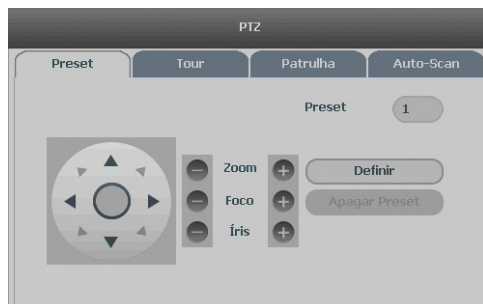 PTZ
Preset Tour Patrulha Auto-Scan
Preset 1
Zoom Definir
Foco Apagar Preset
Íris